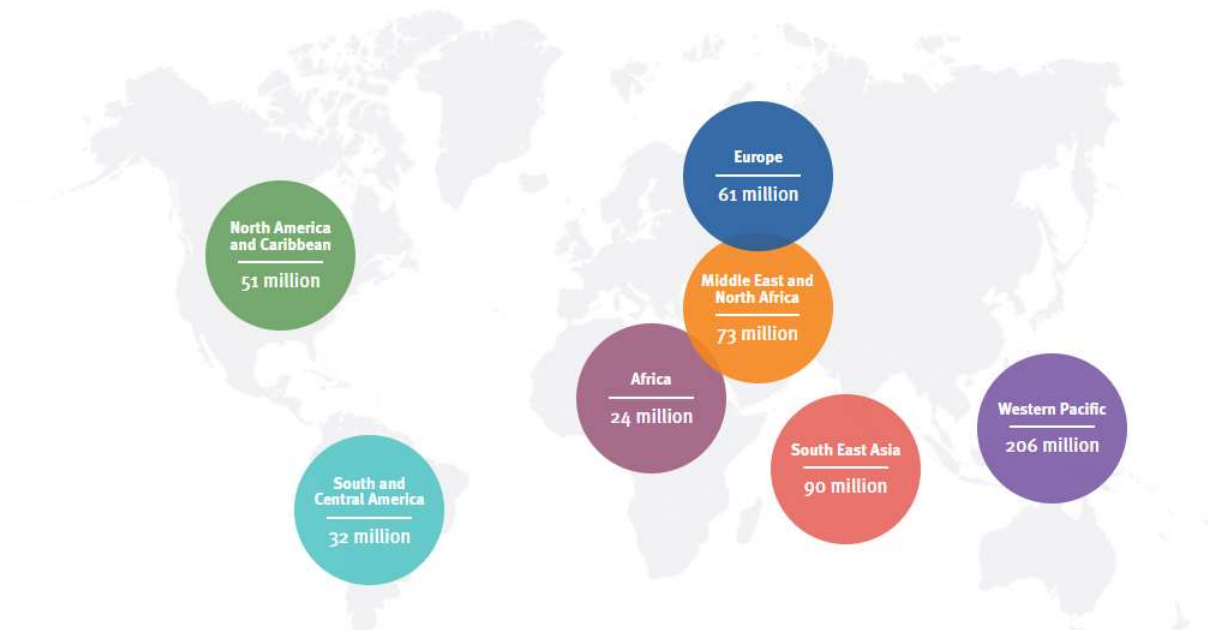 Europe
61 million
North America
and Caribbean
51 million
Middle East and
North Africa
73 million
Africa
24 million
Western Pacific
206 million
South East Asia
90 million
South and
Central America
32 million